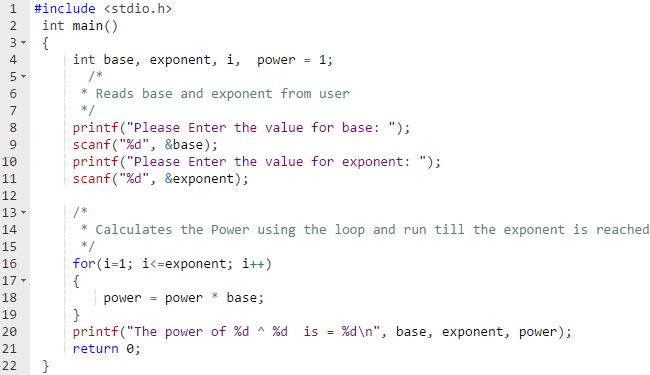 1 #include <stdio.h>
2 int main()
3 {
4 int base, exponent, i,  power = 1;
5 /*
6 * Reads base and exponent from user
7 */
8 printf("Please Enter the value for base: ");
9 scanf("%d", &base);
10 printf("Please Enter the value for exponent: ");
11 scanf("%d", &exponent);
12
13 /*
14 * Calculates the Power using the loop and run till the exponent is reached
15 */
16 for(i=1; i<=exponent; i++)
17 {
18 power = power * base;
19 }
20 printf("The power of %d ^ %d  is = %d\n", base, exponent, power);
21 return 0;
22 }